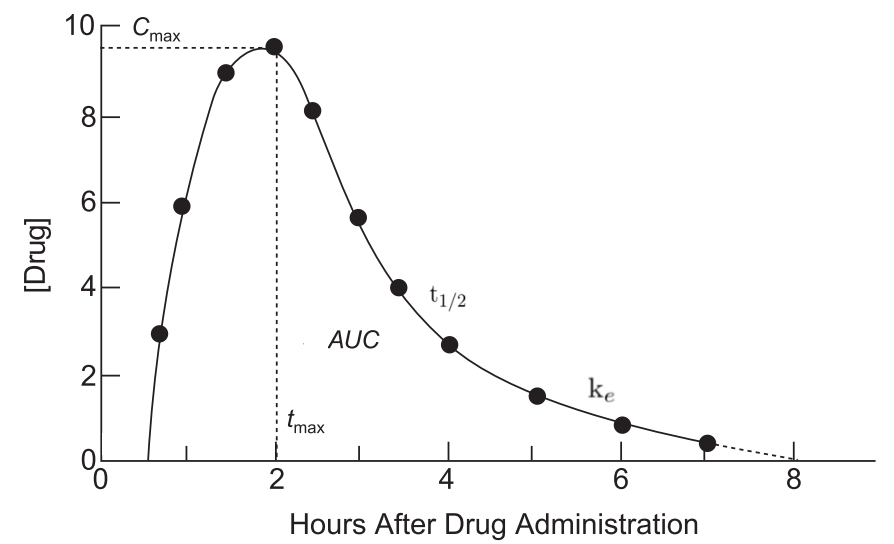 10
C max
8
6
[Drug]
4
t1/2
AUC
2
ke
tmax
0
0 2 4 6 8
Hours After Drug Administration